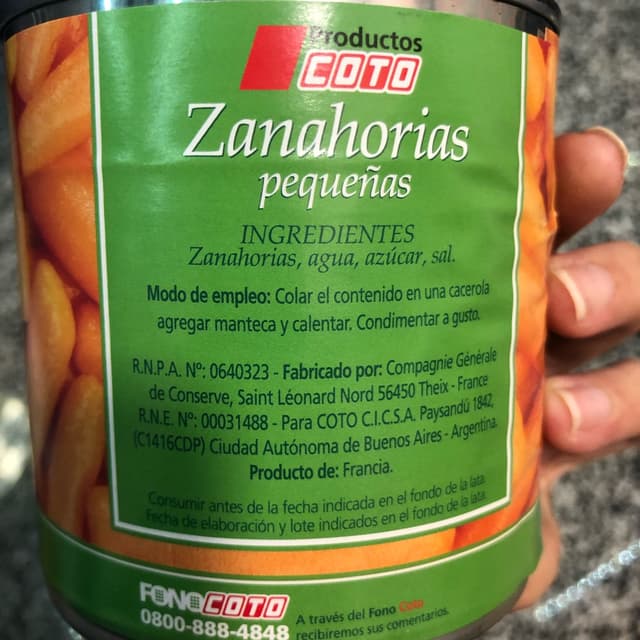 Productos
COTO
Zanahorias
pequeñas
INGREDIENTES
Zanahorias, agua, azúcar, sal.
Modo de empleo: Colar el contenido en una cacerola
agregar manteca y calentar. Condimentar a gusto.
R.N.P.A. Nº: 0640323 - Fabricado por: Compagnie Générale
de Conserve, Saint Léonard Nord 56450 Theix - France
R.N.E. Nº: 00031488 - Para COTO C.I.C.S.A. Paysandú 1842,
(C1416CDP) Ciudad Autónoma de Buenos Aires - Argentina.
Producto de: Francia.
Consumir antes de la fecha indicada en el fondo de la lata.
Fecha de elaboración y lote indicados en el fondo de la lata.
FONOCOTO
0800-888-4848
A través del Fono Coto
recibiremos sus comentarios.